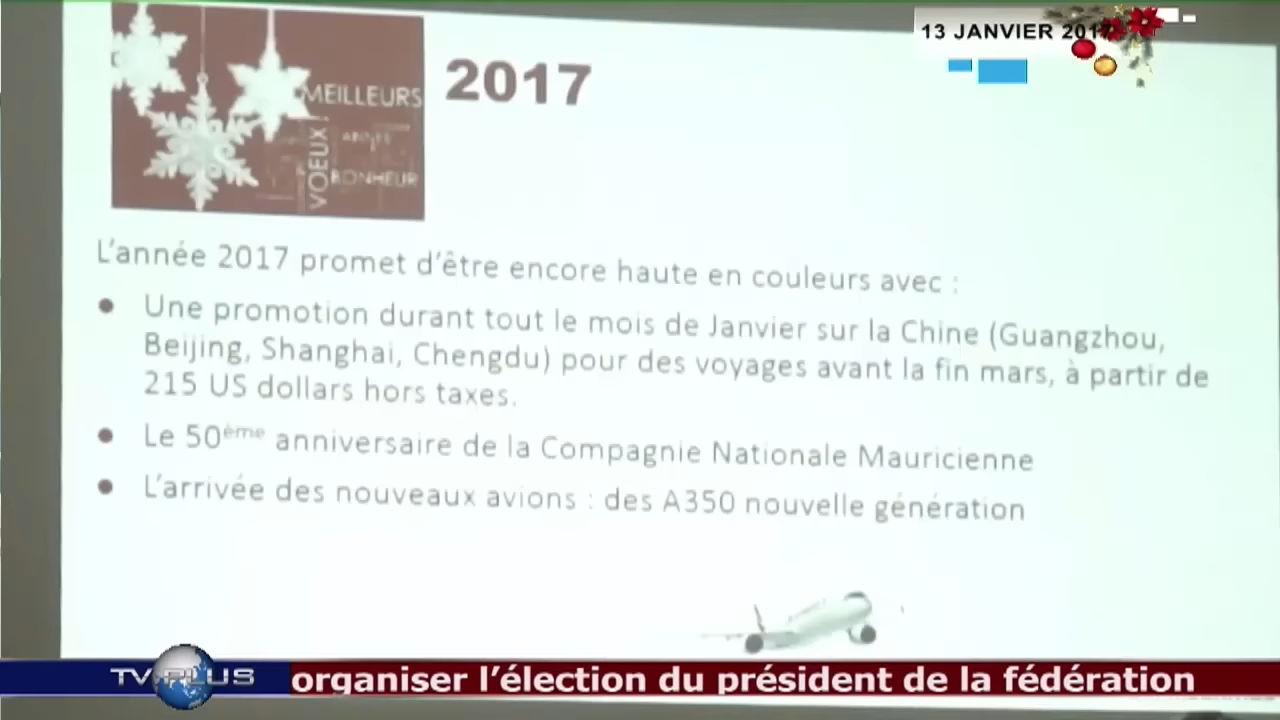 13 JANVIER 2017
MEILLEURS
VOEUX !
BONHEUR
2017
L'année 2017 promet d'être encore haute en couleurs avec :
• Une promotion durant tout le mois de Janvier sur la Chine (Guangzhou,
Beijing, Shanghai, Chengdu) pour des voyages avant la fin mars, à partir de
215 US dollars hors taxes.
• Le 50ème anniversaire de la Compagnie Nationale Mauricienne
• L'arrivée des nouveaux avions : des A350 nouvelle génération
TV PLUS
organiser l'élection du président de la fédération